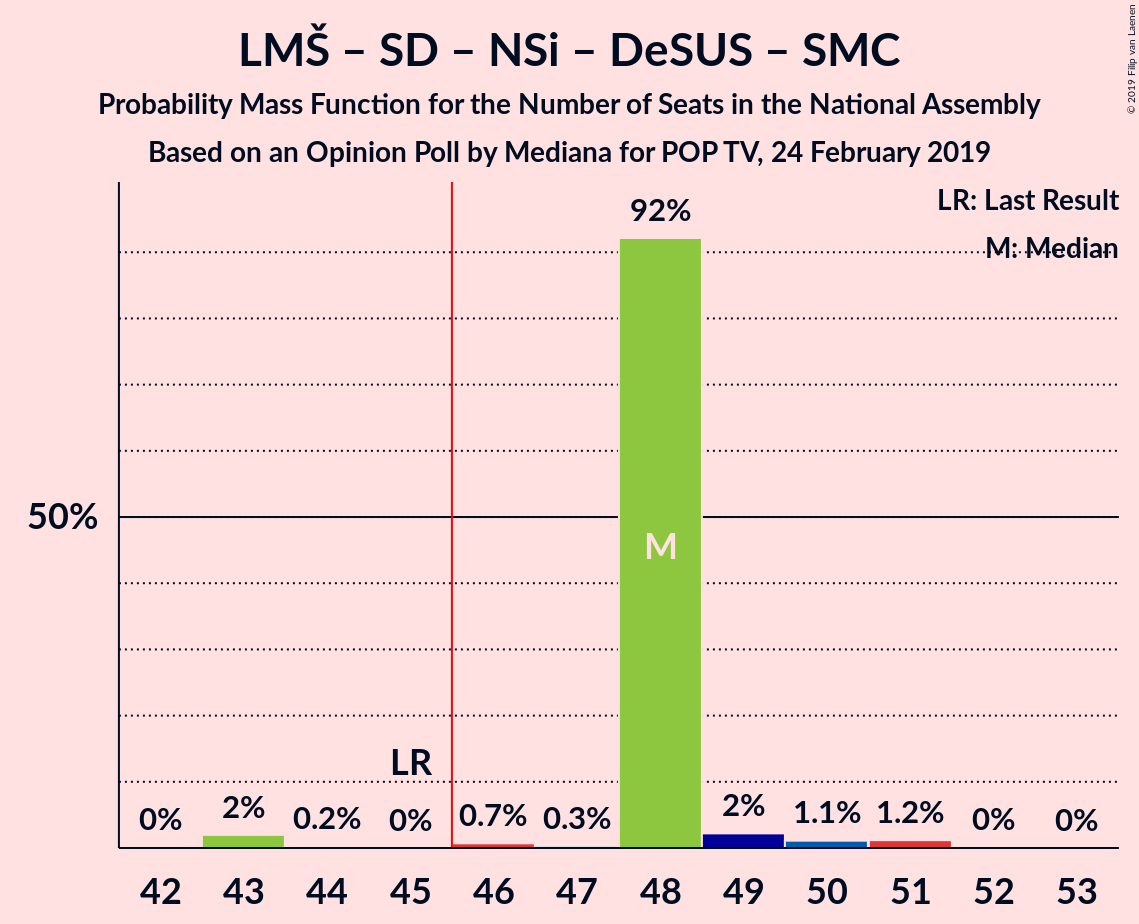 LMŠ – SD – NSi – DeSUS – SMC
Probability Mass Function for the Number of Seats in the National Assembly
Based on an Opinion Poll by Mediana for POP TV, 24 February 2019
© 2019 Filip van Laenen
LR: Last Result
M: Median
50%
0% 2% 0.2% 0% 0.7% 0.3% 92% 2% 1.1% 1.2% 0% 0%
LR
M
42 43 44 45 46 47 48 49 50 51 52 53